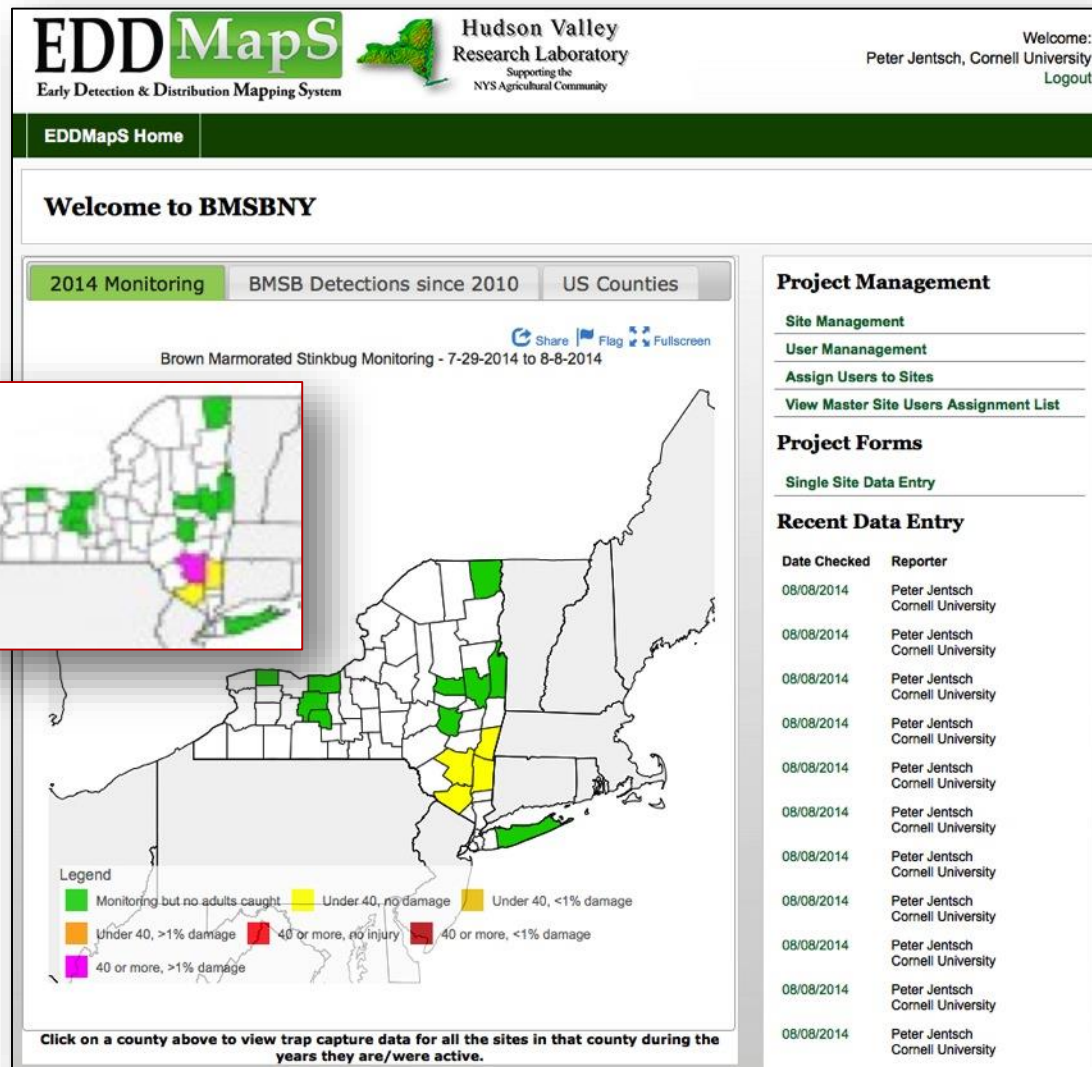 EDDMapS
Early Detection & Distribution Mapping System
Hudson Valley
Research Laboratory
Supporting the
NYS Agricultural Community
Welcome:
Peter Jentsch, Cornell University
Logout
EDDMapS Home
Welcome to BMSBNY
2014 Monitoring
BMSB Detections since 2010
US Counties
Share
Flag
Fullscreen
Brown Marmorated Stinkbug Monitoring - 7-29-2014 to 8-8-2014
Legend
Monitoring but no adults caught
Under 40, no damage
Under 40, <1% damage
Under 40, >1% damage
40 or more, no injury
40 or more, <1% damage
40 or more, >1% damage
Click on a county above to view trap capture data for all the sites in that county during the
years they are/were active.
Project Management
Site Management
User Mananagement
Assign Users to Sites
View Master Site Users Assignment List
Project Forms
Single Site Data Entry
Recent Data Entry
Date Checked Reporter
08/08/2014 Peter Jentsch
Cornell University
08/08/2014 Peter Jentsch
Cornell University
08/08/2014 Peter Jentsch
Cornell University
08/08/2014 Peter Jentsch
Cornell University
08/08/2014 Peter Jentsch
Cornell University
08/08/2014 Peter Jentsch
Cornell University
08/08/2014 Peter Jentsch
Cornell University
08/08/2014 Peter Jentsch
Cornell University
08/08/2014 Peter Jentsch
Cornell University
08/08/2014 Peter Jentsch
Cornell University
08/08/2014 Peter Jentsch
Cornell University